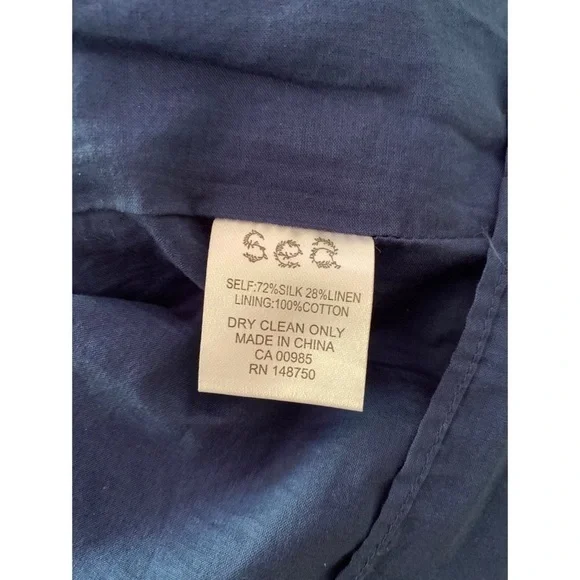 sea
SELF:72%SILK 28%LINEN
LINING:100%COTTON
DRY CLEAN ONLY
MADE IN CHINA
CA 00985
RN 148750